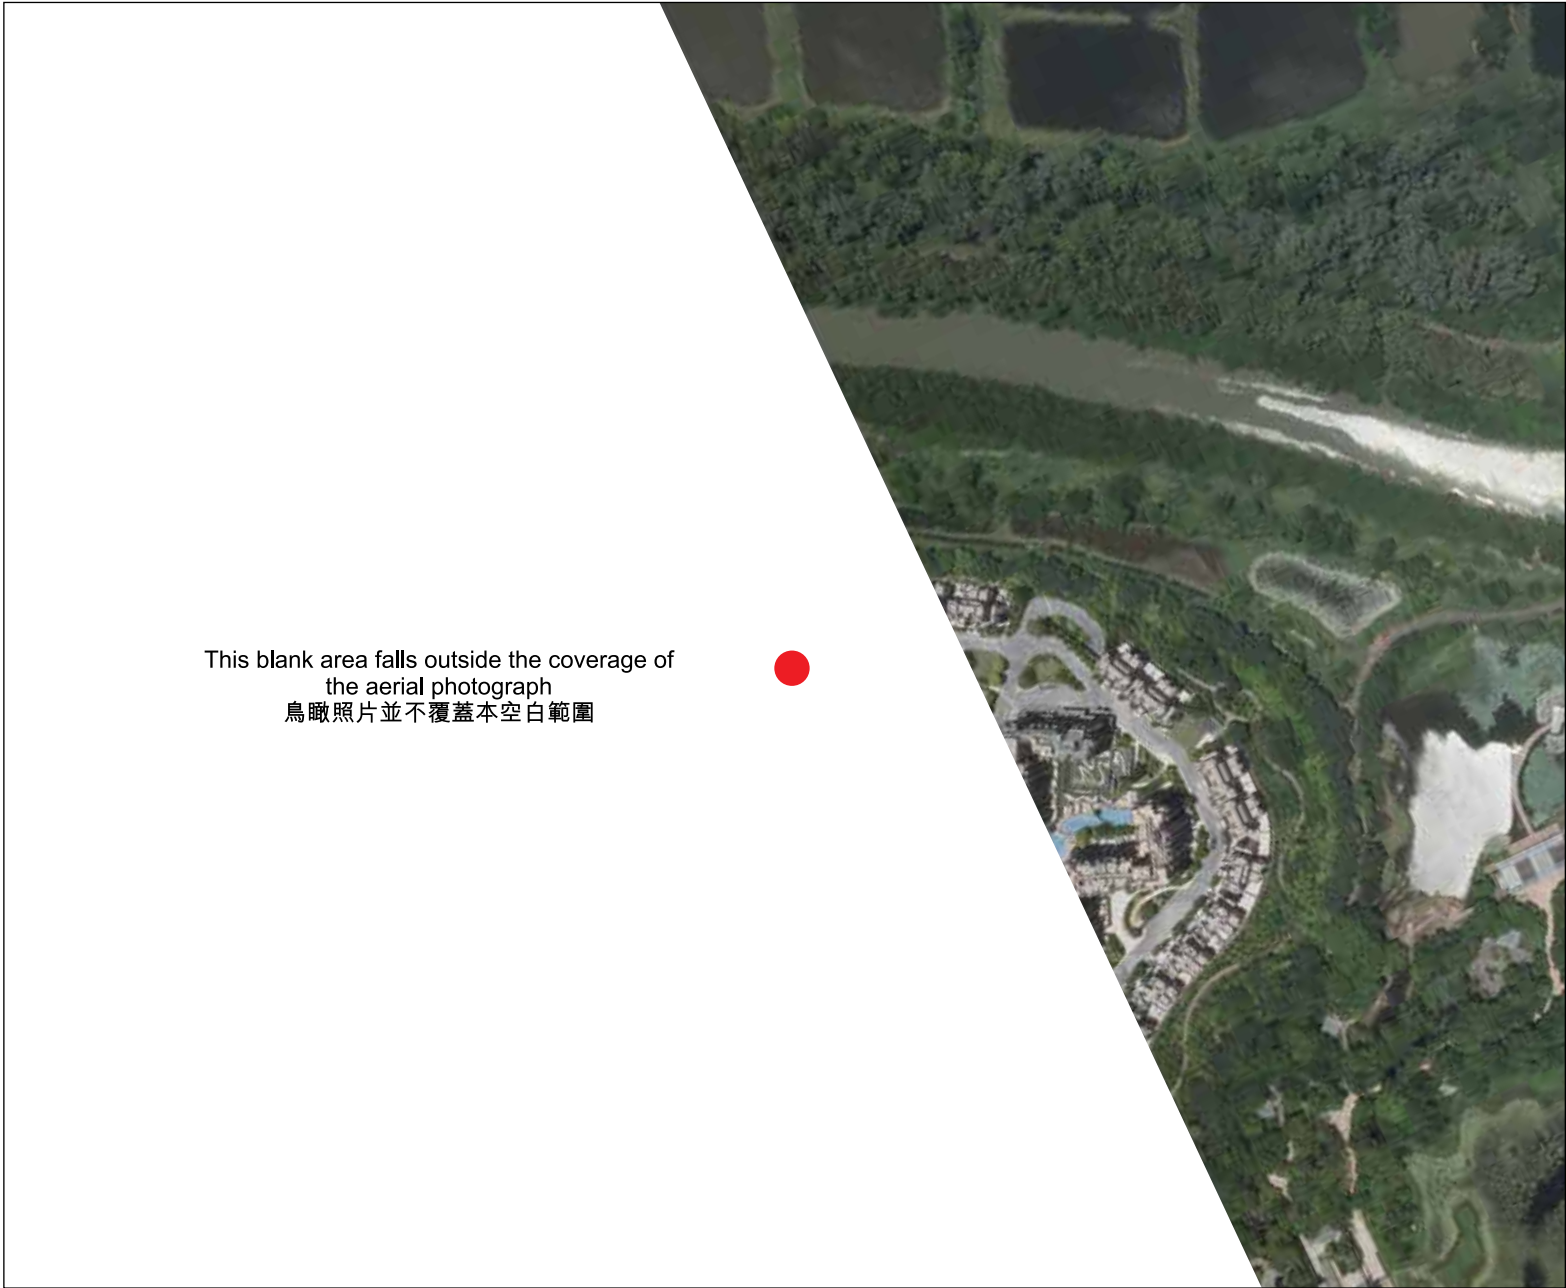 This blank area falls outside the coverage of
the aerial photograph
鳥瞰照片並不覆蓋本空白範圍